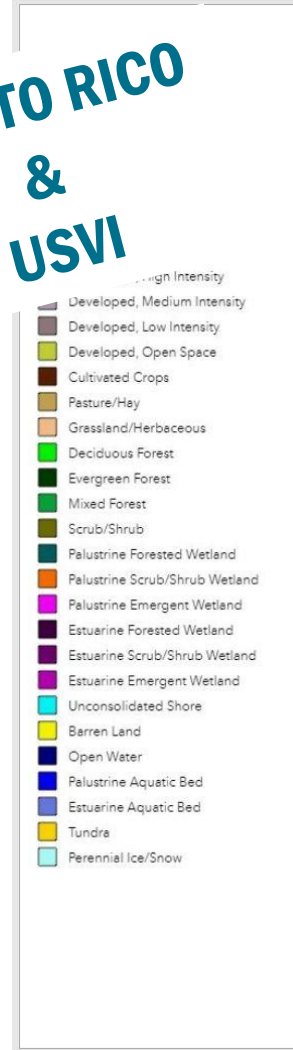 TO RICO
&
USVI
High Intensity
Developed, Medium Intensity
Developed, Low Intensity
Developed, Open Space
Cultivated Crops
Pasture/Hay
Grassland/Herbaceous
Deciduous Forest
Evergreen Forest
Mixed Forest
Scrub/Shrub
Palustrine Forested Wetland
Palustrine Scrub/Shrub Wetland
Palustrine Emergent Wetland
Estuarine Forested Wetland
Estuarine Scrub/Shrub Wetland
Estuarine Emergent Wetland
Unconsolidated Shore
Barren Land
Open Water
Palustrine Aquatic Bed
Estuarine Aquatic Bed
Tundra
Perennial Ice/Snow